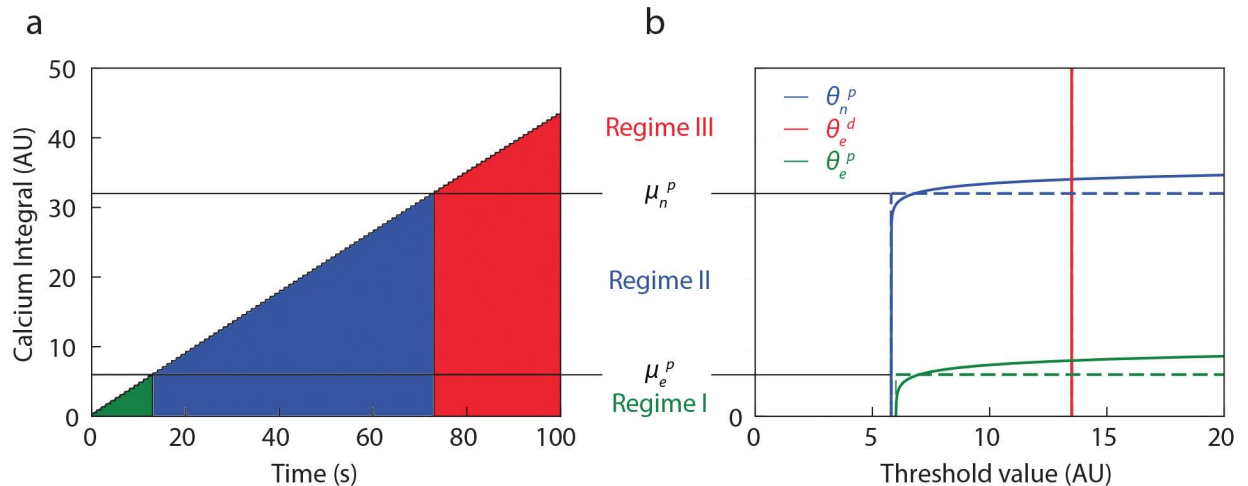 a
50
40
30
20
10
0
Calcium Integral (AU)
0 20 40 60 80 100
Time (s)
Regime III
μₙᵖ
Regime II
μₑᵖ
Regime I
b
θₙᵖ
θₑᵈ
θₑᵖ
0
0 5 10 15 20
Threshold value (AU)